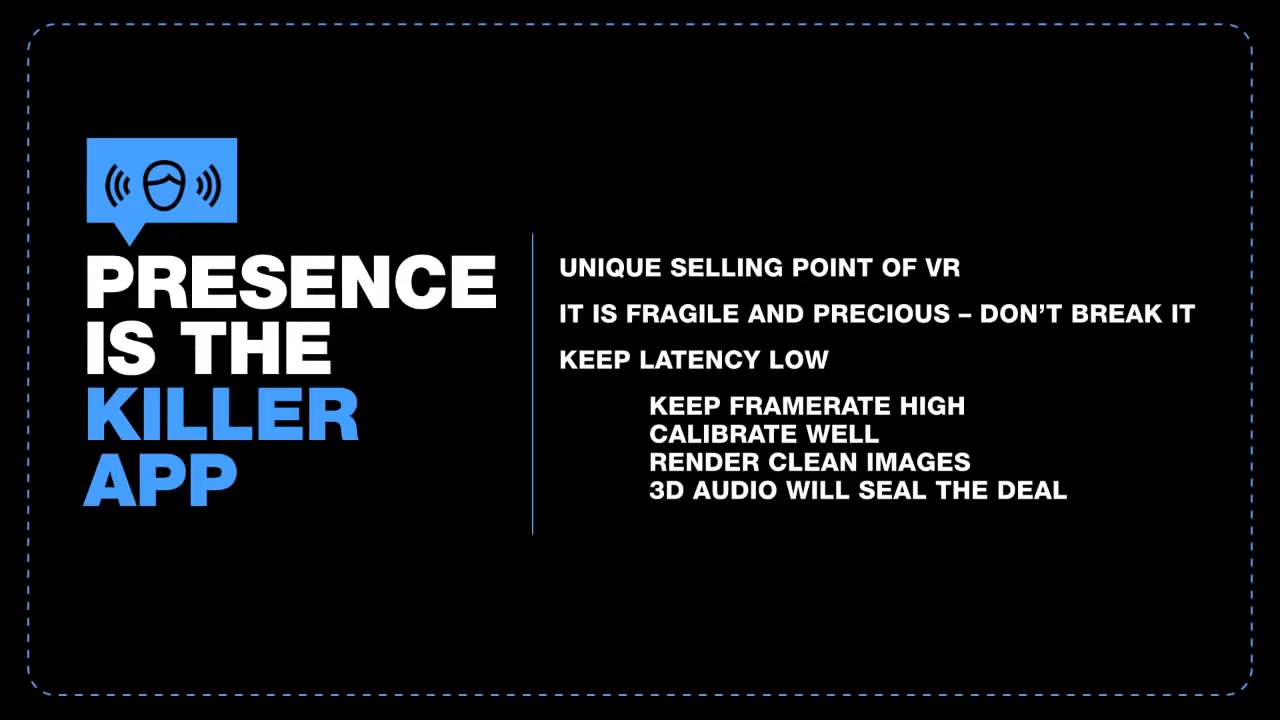 PRESENCE
IS THE
KILLER
APP
UNIQUE SELLING POINT OF VR
IT IS FRAGILE AND PRECIOUS – DON’T BREAK IT
KEEP LATENCY LOW
KEEP FRAMERATE HIGH
CALIBRATE WELL
RENDER CLEAN IMAGES
3D AUDIO WILL SEAL THE DEAL